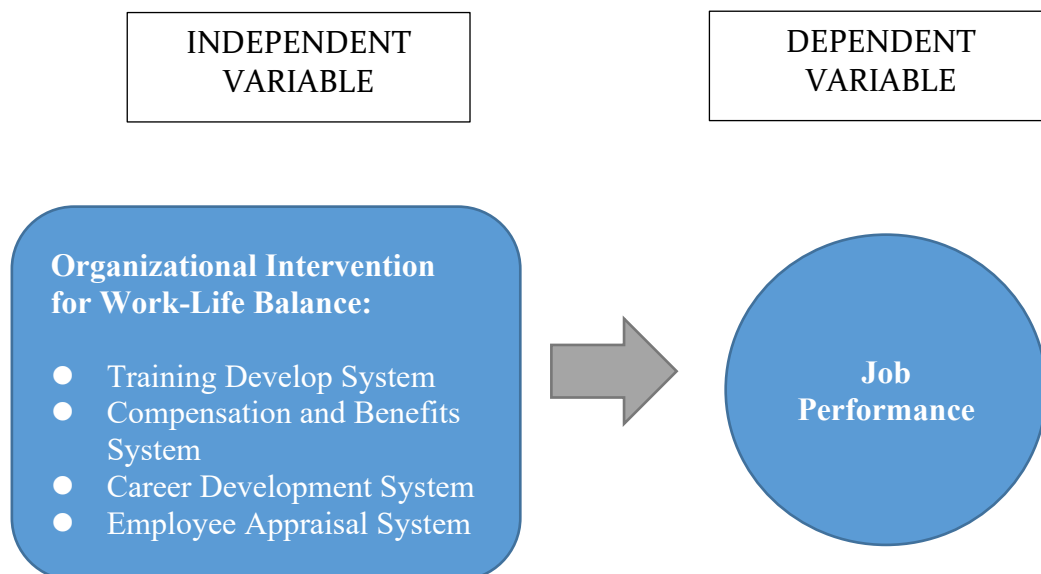 INDEPENDENT
VARIABLE
DEPENDENT
VARIABLE
Organizational Intervention
for Work-Life Balance:
● Training Develop System
● Compensation and Benefits
System
● Career Development System
● Employee Appraisal System
Job
Performance